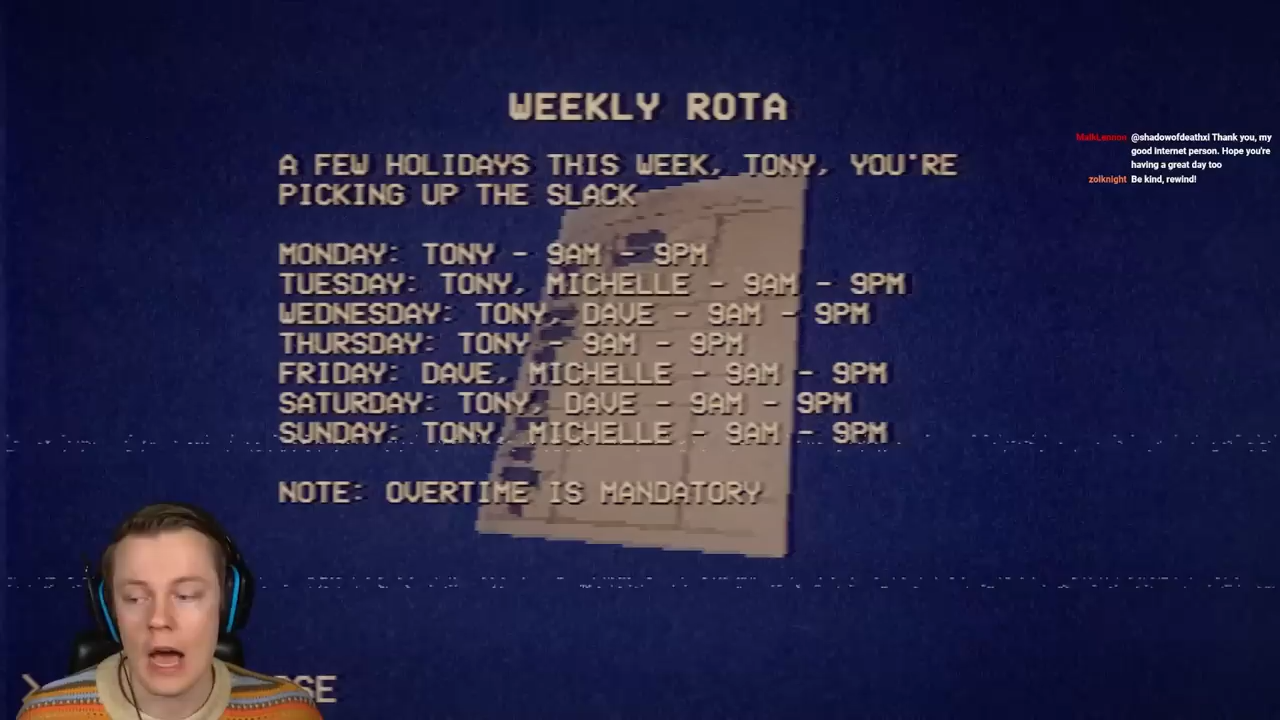 WEEKLY ROTA
A FEW HOLIDAYS THIS WEEK, TONY, YOU'RE
PICKING UP THE SLACK
MONDAY: TONY - 9AM - 9PM
TUESDAY: TONY, MICHELLE - 9AM - 9PM
WEDNESDAY: TONY, DAVE - 9AM - 9PM
THURSDAY: TONY - 9AM - 9PM
FRIDAY: DAVE, MICHELLE - 9AM - 9PM
SATURDAY: TONY, DAVE - 9AM - 9PM
SUNDAY: TONY, MICHELLE - 9AM - 9PM
NOTE: OVERTIME IS MANDATORY
@shadowofdeathxi Thank you, my
good internet person. Hope you're
having a great day too
zolknight Be kind, rewind!